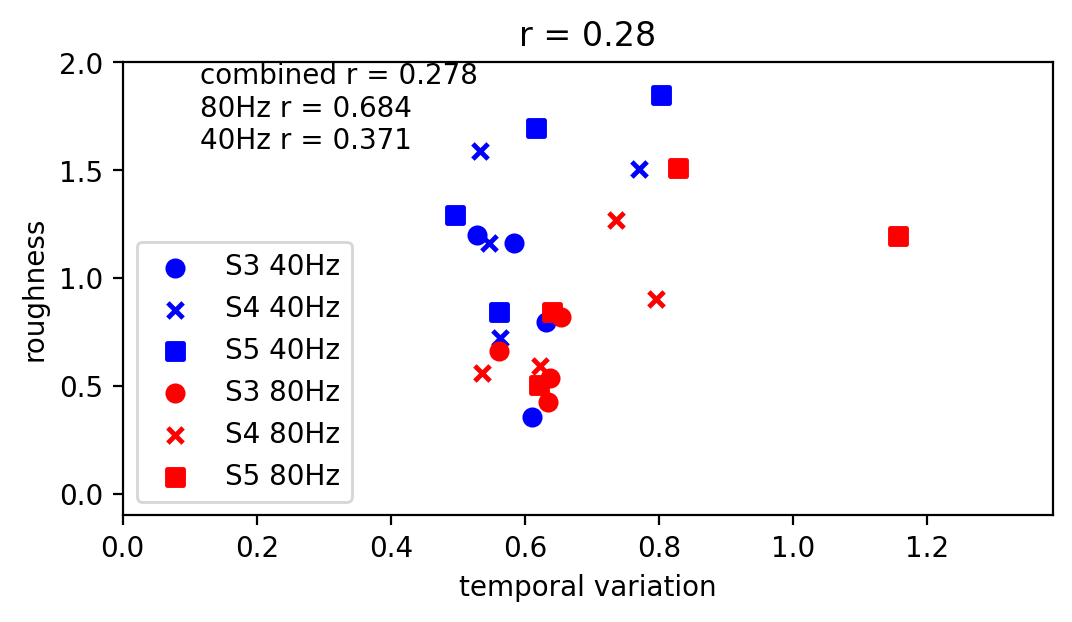 r = 0.28
combined r = 0.278
80Hz r = 0.684
40Hz r = 0.371
2.0
1.5
1.0
0.5
0.0
roughness
S3 40Hz
S4 40Hz
S5 40Hz
S3 80Hz
S4 80Hz
S5 80Hz
0.0 0.2 0.4 0.6 0.8 1.0 1.2
temporal variation